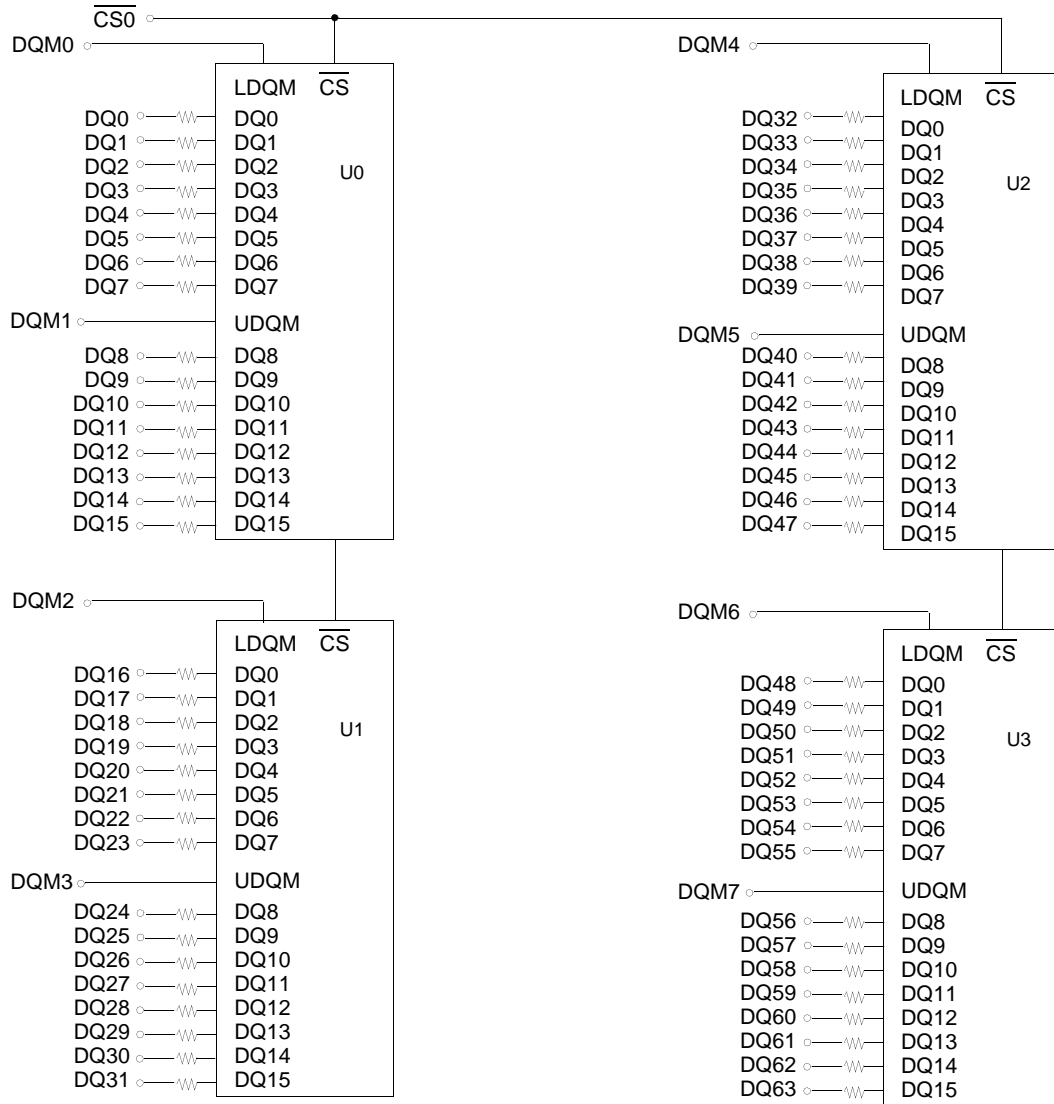 CS0
DQM0
LDQM CS
DQ0 DQ0
DQ1 DQ1
DQ2 DQ2
U0
DQ3 DQ3
DQ4 DQ4
DQ5 DQ5
DQ6 DQ6
DQ7 DQ7
DQM1 UDQM
DQ8 DQ8
DQ9 DQ9
DQ10 DQ10
DQ11 DQ11
DQ12 DQ12
DQ13 DQ13
DQ14 DQ14
DQ15 DQ15
DQM2
LDQM CS
DQ16 DQ0
DQ17 DQ1
DQ18 DQ2
U1
DQ19 DQ3
DQ20 DQ4
DQ21 DQ5
DQ22 DQ6
DQ23 DQ7
DQM3 UDQM
DQ24 DQ8
DQ25 DQ9
DQ26 DQ10
DQ27 DQ11
DQ28 DQ12
DQ29 DQ13
DQ30 DQ14
DQ31 DQ15
DQM4
LDQM CS
DQ32 DQ0
DQ33 DQ1
DQ34 DQ2
U2
DQ35 DQ3
DQ36 DQ4
DQ37 DQ5
DQ38 DQ6
DQ39 DQ7
DQM5 UDQM
DQ40 DQ8
DQ41 DQ9
DQ42 DQ10
DQ43 DQ11
DQ44 DQ12
DQ45 DQ13
DQ46 DQ14
DQ47 DQ15
DQM6
LDQM CS
DQ48 DQ0
DQ49 DQ1
DQ50 DQ2
U3
DQ51 DQ3
DQ52 DQ4
DQ53 DQ5
DQ54 DQ6
DQ55 DQ7
DQM7 UDQM
DQ56 DQ8
DQ57 DQ9
DQ58 DQ10
DQ59 DQ11
DQ60 DQ12
DQ61 DQ13
DQ62 DQ14
DQ63 DQ15